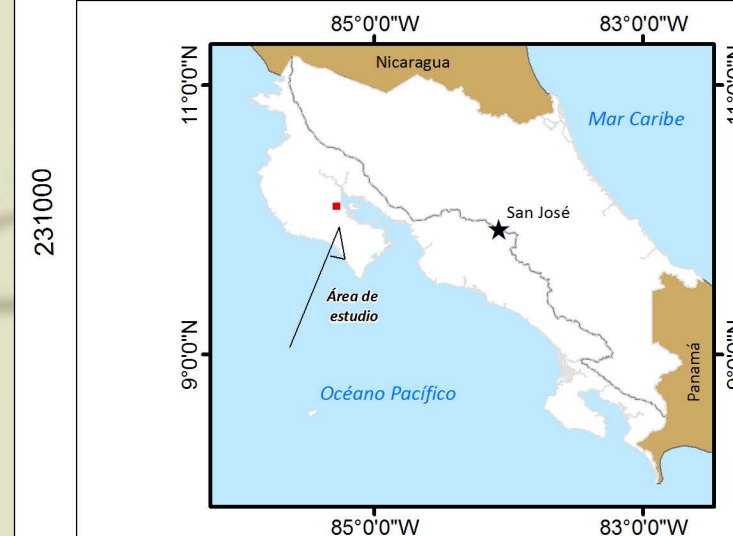 85°0'0"W 83°0'0"W
Nicaragua
11°0'0"N
Mar Caribe
231000
San José
Área de
estudio
9°0'0"N
Panamá
Océano Pacífico
85°0'0"W 83°0'0"W